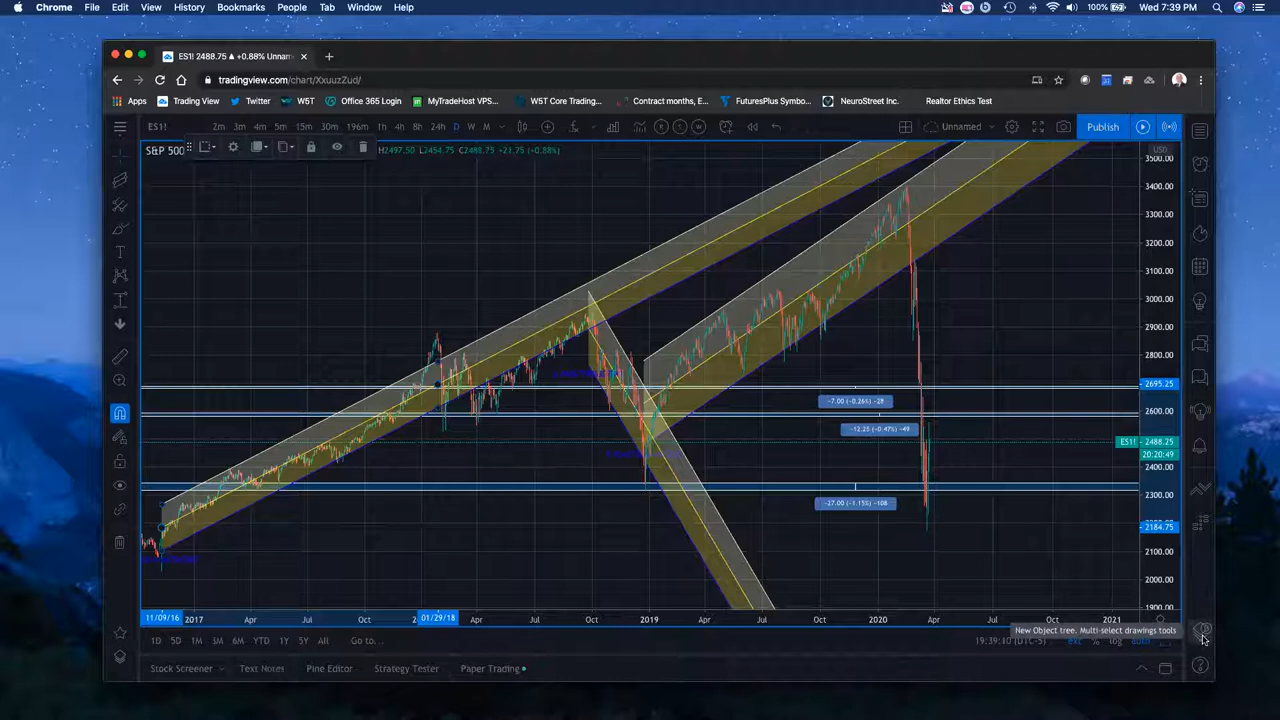 Chrome File Edit View History Bookmarks People Tab Window Help 100% Wed 7:39 PM
ES1! 2488.75 ▲ +0.88% Unnam
tradingview.com/chart/XxuuzZud/
Apps Trading View Twitter W5T Office 365 Login MyTradeHost VPS... W5T Core Trading... Contract months, E... FuturesPlus Symbo... NeuroStreet Inc. Realtor Ethics Test
ES1! 2m 3m 4m 5m 15m 30m 196m 1h 4h 8h 24h D W M Unnamed Publish
S&P 500 H2497.50 L2454.75 C2488.75 +21.75 (+0.88%) USD
3500.00
3400.00
3300.00
3200.00
3100.00
3000.00
2900.00
2800.00
2695.25
-7.00 (-0.26%) -28
2600.00
-12.25 (-0.47%) -49
ES1! 2488.25
20:20:49
2400.00
2300.00
-27.00 (-1.15%) -108
2184.75
2100.00
2000.00
1900.00
11/09/16 2017 Apr Jul Oct 01/29/18 Apr Jul Oct 2019 Apr Jul Oct 2020 Apr Jul Oct 2021
New Object tree. Multi-select drawings tools
1D 5D 1M 3M 6M YTD 1Y 5Y All Go to... 19:39:10 (UTC-5) % log
Stock Screener Text Notes Pine Editor Strategy Tester Paper Trading